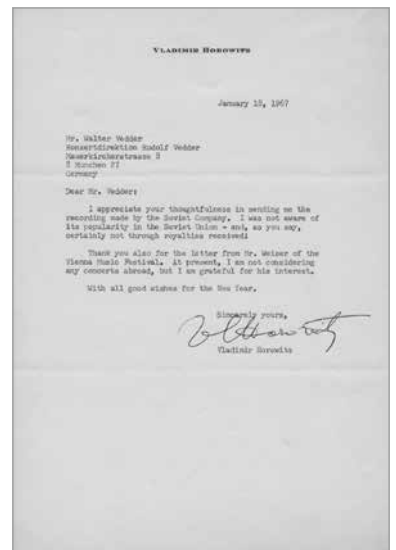 VLADIMIR HOROWITZ
January 18, 1967
Mr. Walter Vedder
Konzertdirektion Rudolf Vedder
Mauerkircherstrasse 8
8 Munchen 27
Germany
Dear Mr. Vedder:
I appreciate your thoughtfulness in sending me the
recording made by the Soviet Company. I was not aware of
its popularity in the Soviet Union - and, as you say,
certainly not through royalties received!
Thank you also for the letter from Mr. Weiser of the
Vienna Music Festival. At present, I am not considering
any concerts abroad, but I am grateful for his interest.
With all good wishes for the New Year.
Sincerely yours,
Vladimir Horowitz